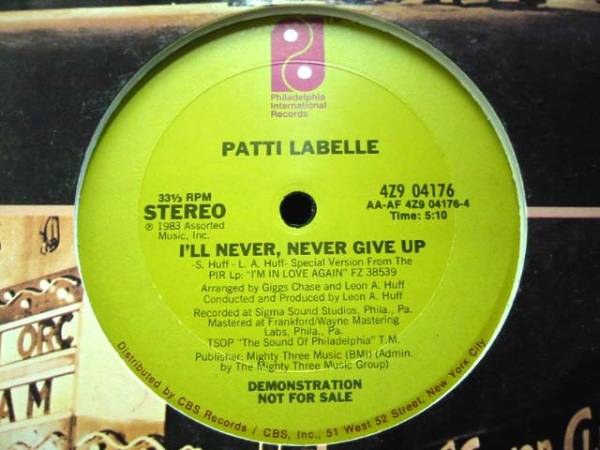 Philadelphia
International
Records
PATTI LABELLE
33⅓ RPM
STEREO
℗ 1983 Assorted
Music, Inc.
4Z9 04176
AA-AF 4Z9 04176-4
Time: 5:10
I'LL NEVER, NEVER GIVE UP
-S. Huff - L. A. Huff- Special Version From The
PIR Lp: "I'M IN LOVE AGAIN" FZ 38539
Arranged by Giggs Chase and Leon A. Huff
Conducted and Produced by Leon A. Huff
Recorded at Sigma Sound Studios, Phila., Pa.
Mastered at Frankford/Wayne Mastering
Labs, Phila., Pa.
TSOP "The Sound Of Philadelphia" T.M.
Publisher: Mighty Three Music (BMI) (Admin.
by The Mighty Three Music Group)
DEMONSTRATION
NOT FOR SALE
Distributed by CBS Records / CBS, Inc., 51 West 52 Street, New York City
ORC
AM